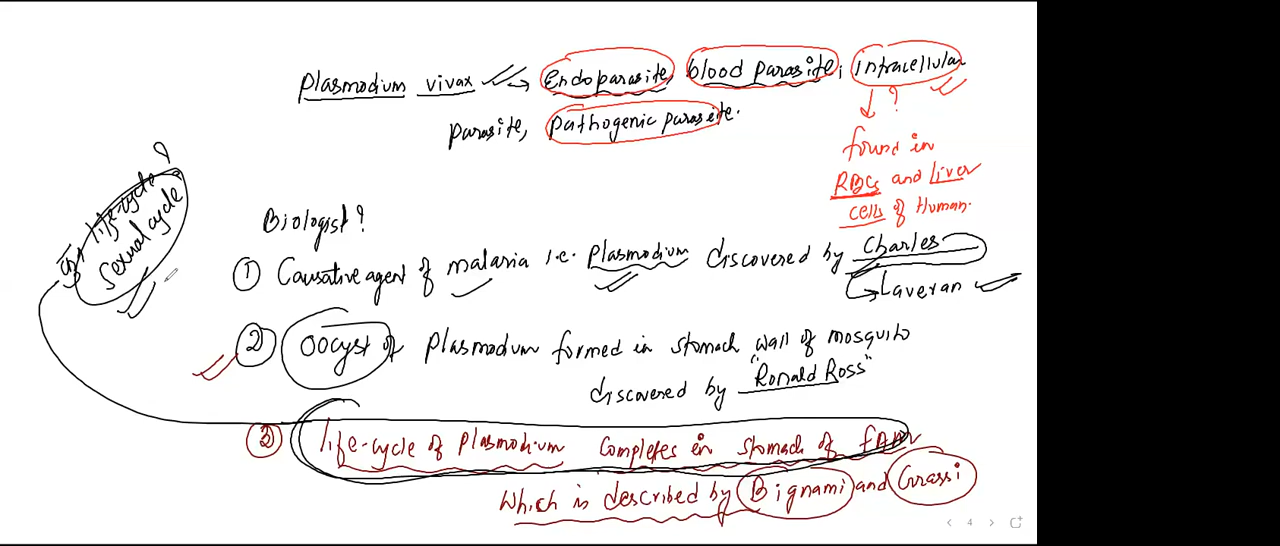 Plasmodium vivax → Endoparasite, blood parasite, intracellular
parasite, pathogenic parasite.
↓ ?
found in
RBCs and Liver
cells of Human.
life-cycle ?
Sexual cycle
Biologist?
① Causative agent of malaria i.e. Plasmodium discovered by Charles
↳ Laveran
② Oocyst of Plasmodium formed in stomach wall of mosquito
discovered by "Ronald Ross"
③ life-cycle of Plasmodium Completes in stomach of
Which is described by Bignami and Grassi
< 4 >